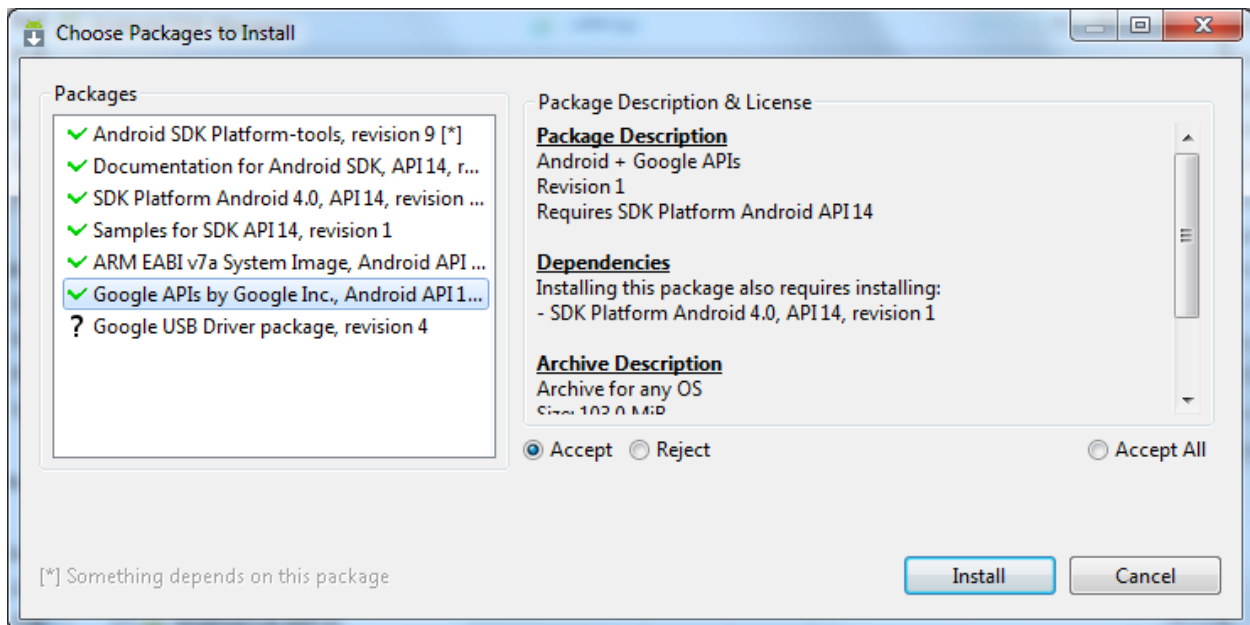 Choose Packages to Install
Packages
Android SDK Platform-tools, revision 9 [*]
Documentation for Android SDK, API 14, r...
SDK Platform Android 4.0, API 14, revision ...
Samples for SDK API 14, revision 1
ARM EABI v7a System Image, Android API ...
Google APIs by Google Inc., Android API 1...
? Google USB Driver package, revision 4
Package Description & License
Package Description
Android + Google APIs
Revision 1
Requires SDK Platform Android API 14
Dependencies
Installing this package also requires installing:
- SDK Platform Android 4.0, API 14, revision 1
Archive Description
Archive for any OS
Size: 103.0 MiB
Accept
Reject
Accept All
[*] Something depends on this package
Install
Cancel